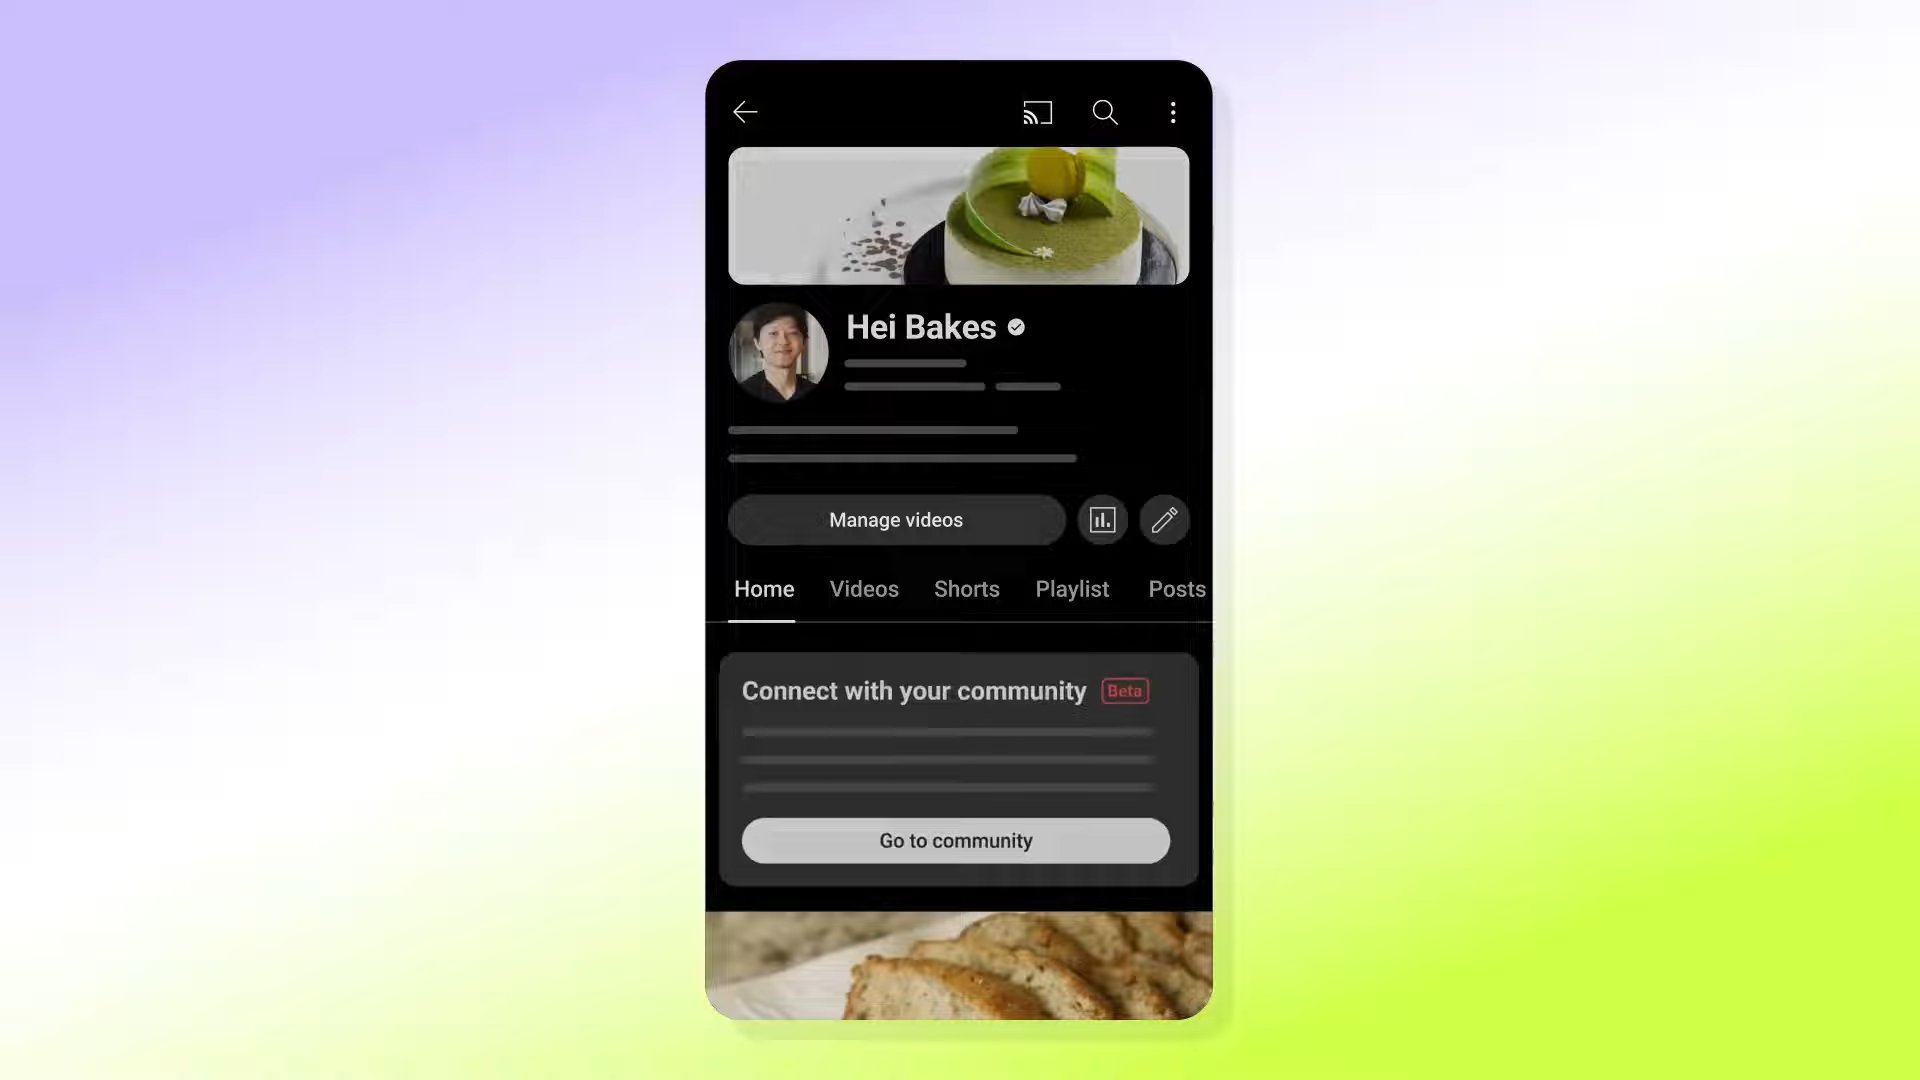 Hei Bakes
Manage videos
Home Videos Shorts Playlist Posts
Connect with your community Beta
Go to community